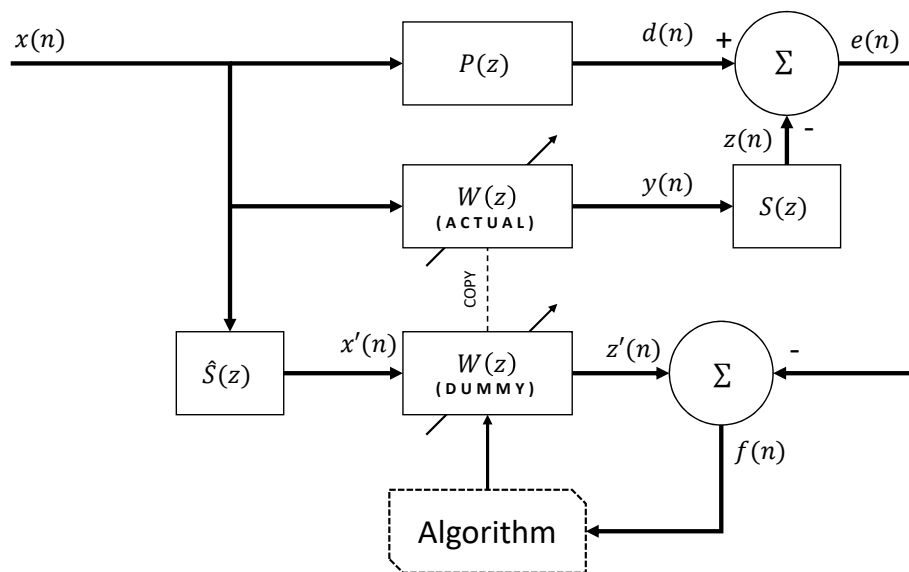 x(n)
P(z)
d(n)
+
Σ
e(n)
z(n)
-
W(z)
(ACTUAL)
y(n)
S(z)
COPY
Ŝ(z)
x′(n)
W(z)
(DUMMY)
z′(n)
Σ
-
f(n)
Algorithm